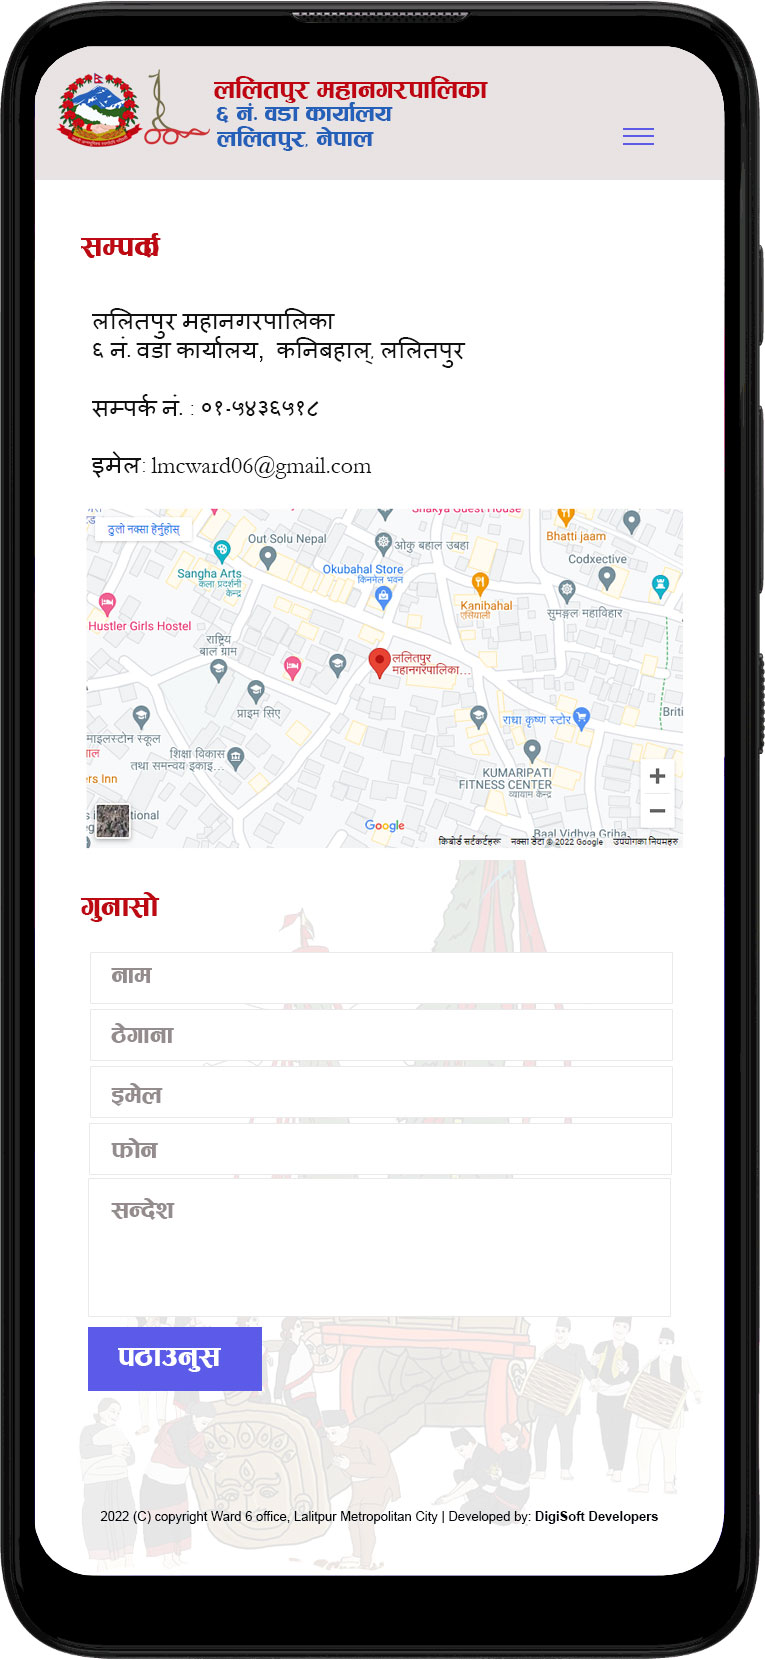 ललितपुर महानगरपालिका
६ नं. वडा कार्यालय
ललितपुर, नेपाल
सम्पर्क
ललितपुर महानगरपालिका
६ नं. वडा कार्यालय, कनिबहाल्, ललितपुर
सम्पर्क नं. : ०१-५४३६५१८
इमेल: lmcward06@gmail.com
Shakya Guest House
ठुलो नक्सा हेर्नुहोस्
Out Solu Nepal
ओकु बहाल उबहा
Bhatti jaam
Codxective
Sangha Arts
कला प्रदर्शनी
केन्द्र
Okubahal Store
किनमेल भवन
Kanibahal
एसियाली
सुमङ्गल महाविहार
Hustler Girls Hostel
राष्ट्रिय
बाल ग्राम
ललितपुर
महानगरपालिका...
प्राइम सिए
राधा कृष्ण स्टोर
Briti
माइलस्टोन स्कूल
शिक्षा विकास
तथा समन्वय इकाइ...
ers Inn
KUMARIPATI
FITNESS CENTER
व्यायाम केन्द्र
national
Google
Baal Vidhya Griha
किबोर्ड सर्टकटहरू नक्सा डेटा © 2022 Google उपयोगका नियमहरु
गुनासो
नाम
ठेगाना
इमेल
फोन
सन्देश
पठाउनुस
2022 (C) copyright Ward 6 office, Lalitpur Metropolitan City | Developed by: DigiSoft Developers